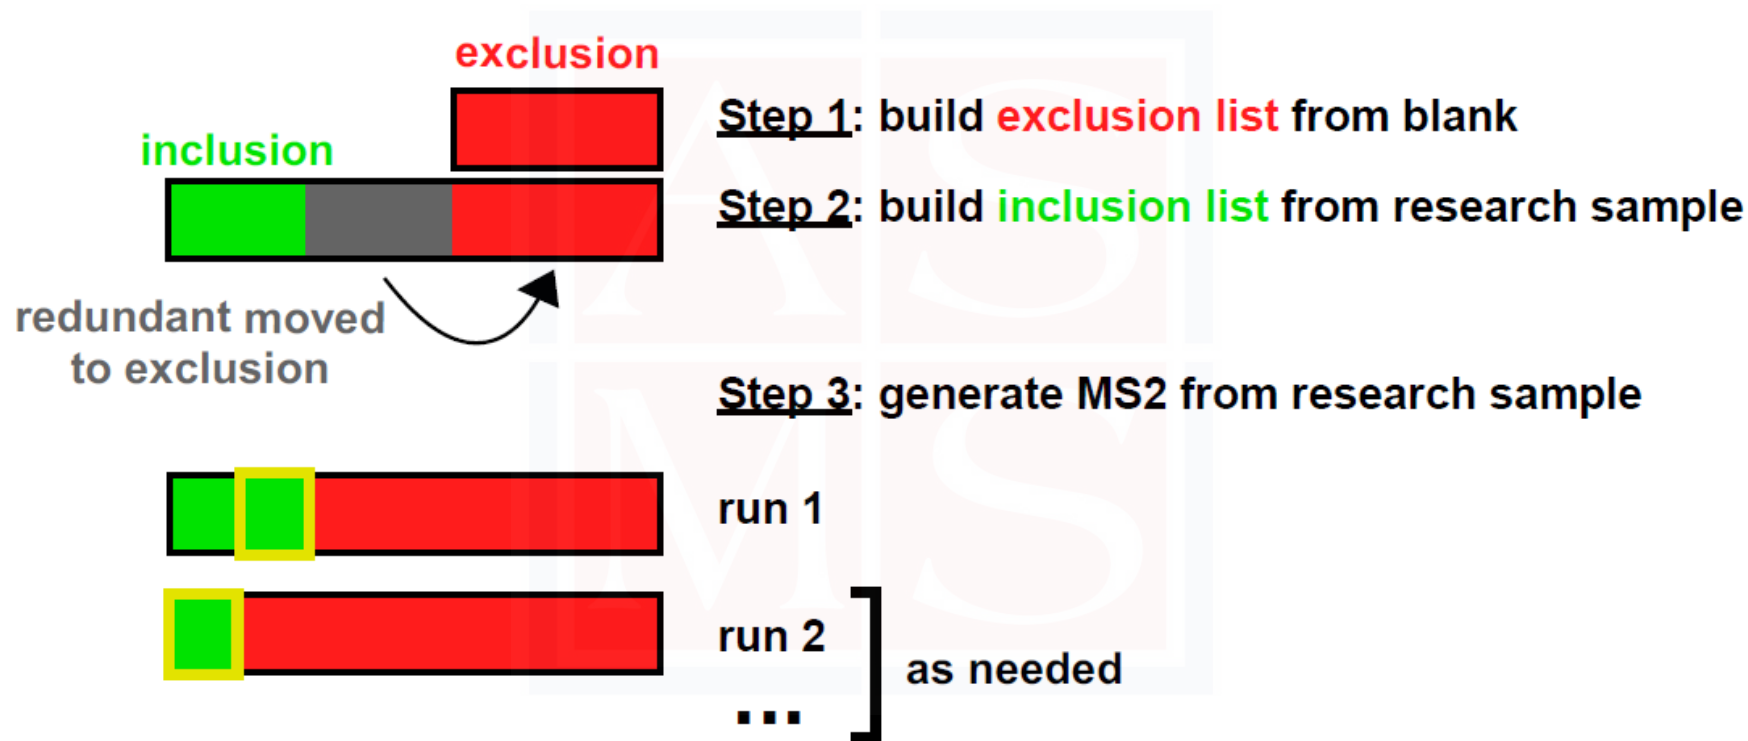 exclusion
Step 1: build exclusion list from blank
inclusion
Step 2: build inclusion list from research sample
redundant moved
to exclusion
Step 3: generate MS2 from research sample
run 1
run 2
as needed
...
A S
M S